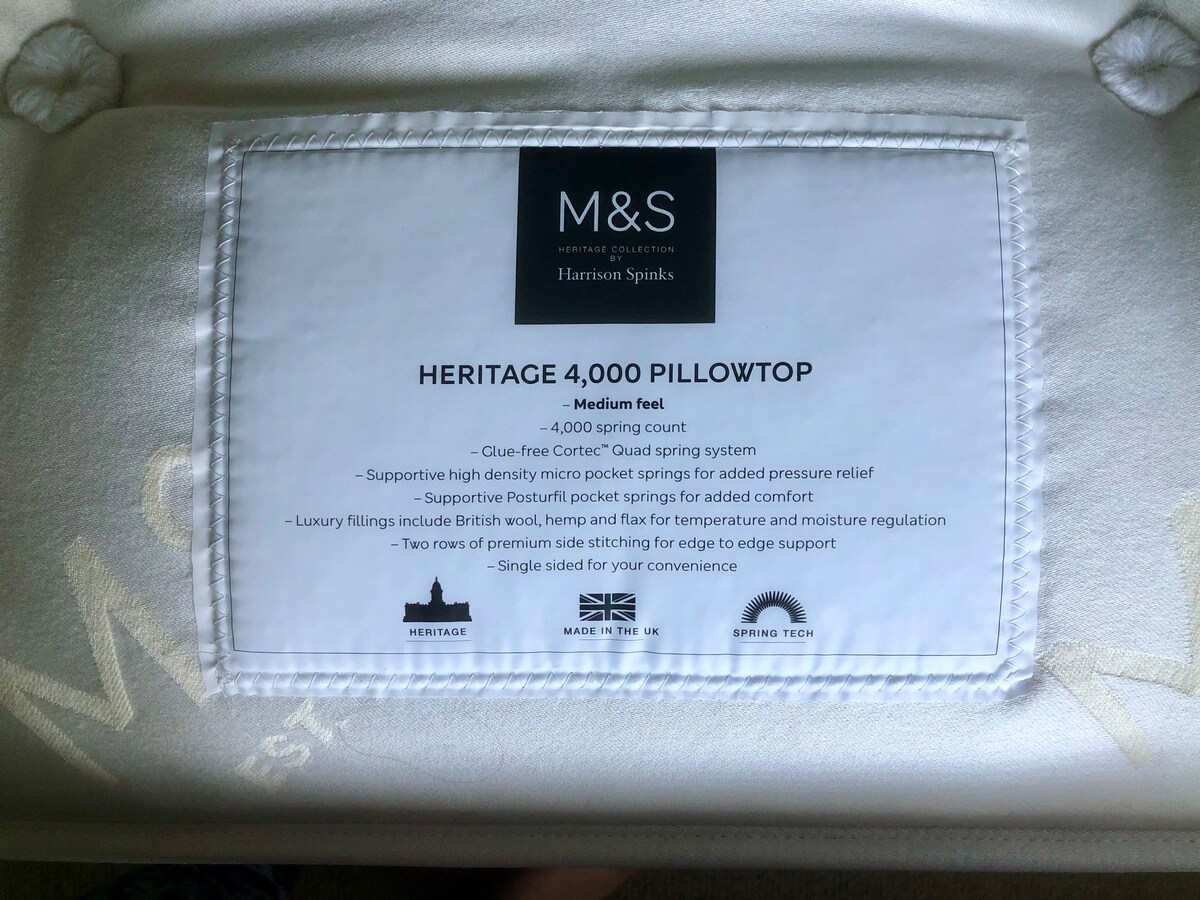 M&S
HERITAGE COLLECTION
BY
Harrison Spinks
HERITAGE 4,000 PILLOWTOP
– Medium feel
– 4,000 spring count
– Glue-free Cortec™ Quad spring system
– Supportive high density micro pocket springs for added pressure relief
– Supportive Posturfil pocket springs for added comfort
– Luxury fillings include British wool, hemp and flax for temperature and moisture regulation
– Two rows of premium side stitching for edge to edge support
– Single sided for your convenience
HERITAGE
MADE IN THE UK
SPRING TECH
EST.